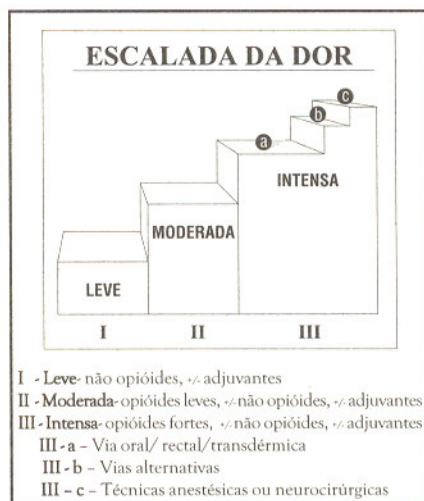 ESCALADA DA DOR
c
b
a
INTENSA
MODERADA
LEVE
I II III
I - Leve- não opióides, +/- adjuvantes
II - Moderada- opióides leves, +/- não opióides, +/- adjuvantes
III - Intensa- opióides fortes, +/- não opióides, +/- adjuvantes
III - a – Via oral/ rectal/transdérmica
III - b – Vias alternativas
III – c – Técnicas anestésicas ou neurocirúrgicas